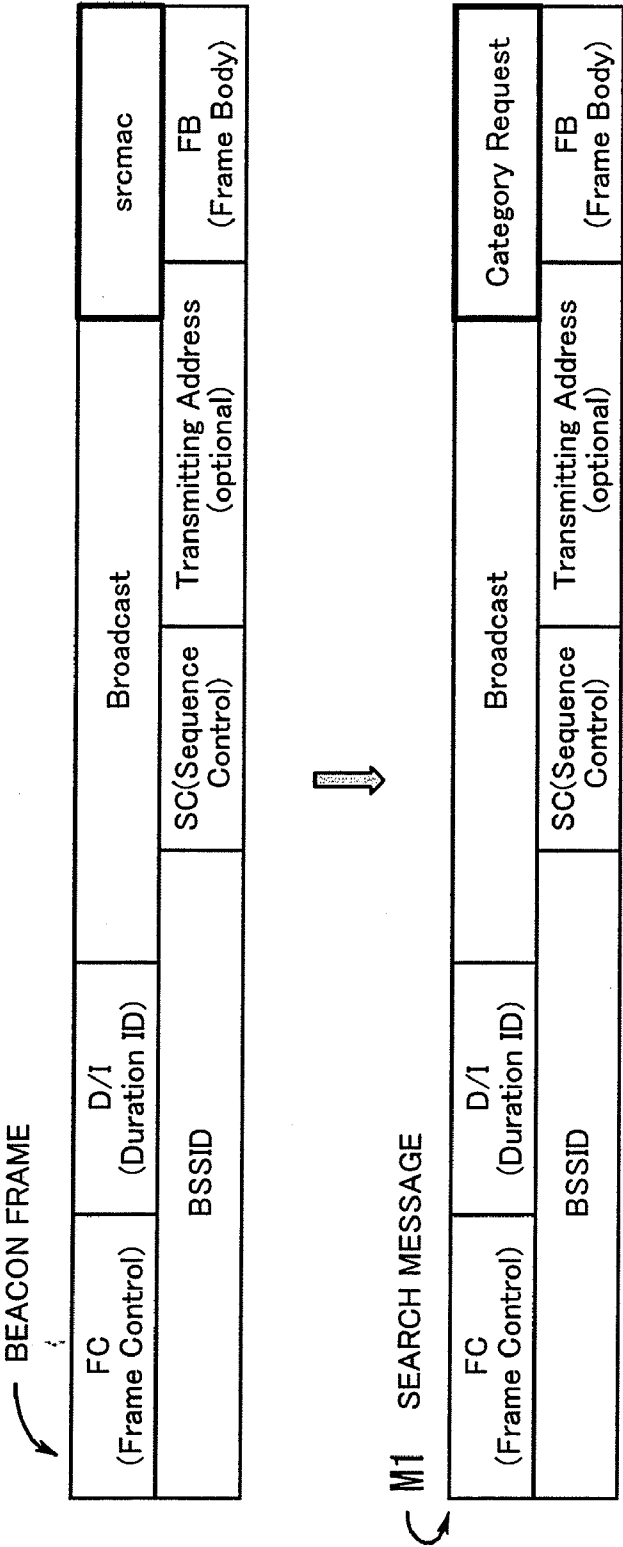 BEACON FRAME
FC
(Frame Control)
D/I
(Duration ID)
Broadcast
srcmac
BSSID
SC(Sequence
Control)
Transmitting Address
(optional)
FB
(Frame Body)
M1 SEARCH MESSAGE
FC
(Frame Control)
D/I
(Duration ID)
Broadcast
Category Request
BSSID
SC(Sequence
Control)
Transmitting Address
(optional)
FB
(Frame Body)